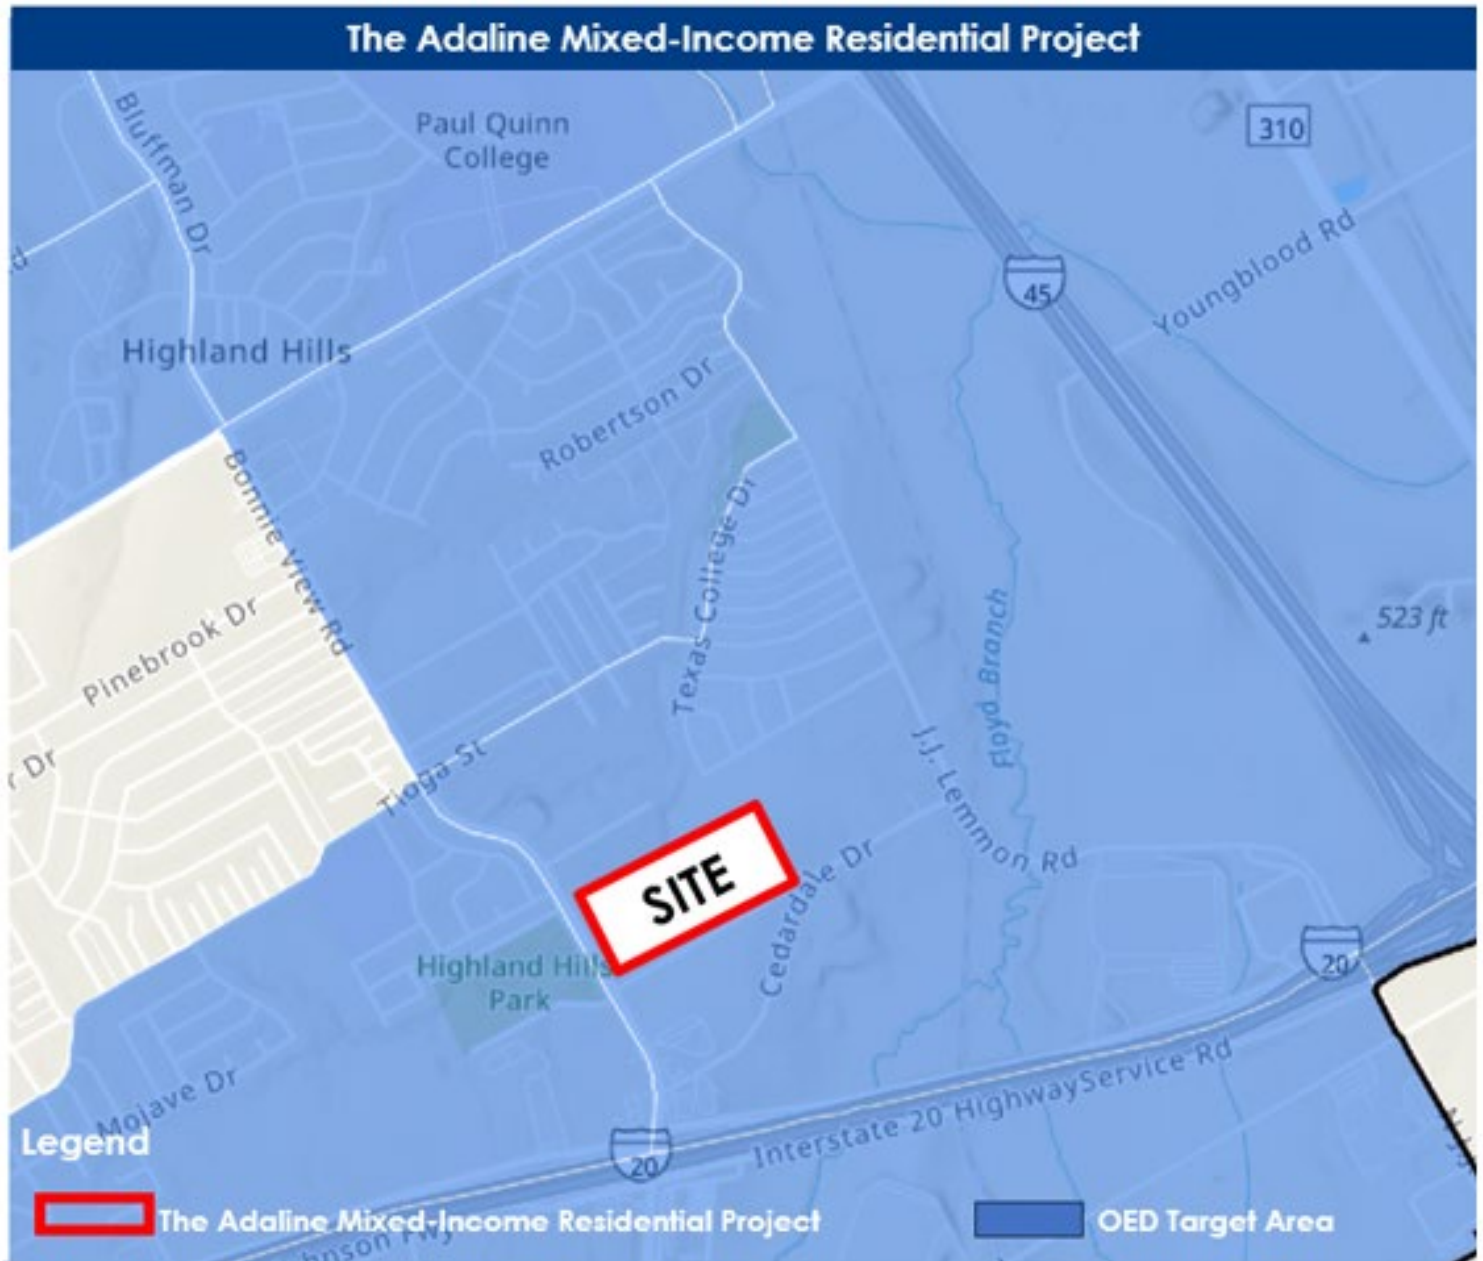 The Adaline Mixed-Income Residential Project
Bluffman Dr
Paul Quinn
College
310
Youngblood Rd
45
Highland Hills
Robertson Dr
Bonnie View Rd
Texas College Dr
Pinebrook Dr
523 ft
Floyd Branch
r Dr
Tioga St
J.J. Lemmon Rd
SITE
Cedardale Dr
Highland Hills
Park
20
Interstate 20 HighwayService Rd
Mojave Dr
20
Legend
The Adaline Mixed-Income Residential Project
OED Target Area
hnson Fwy